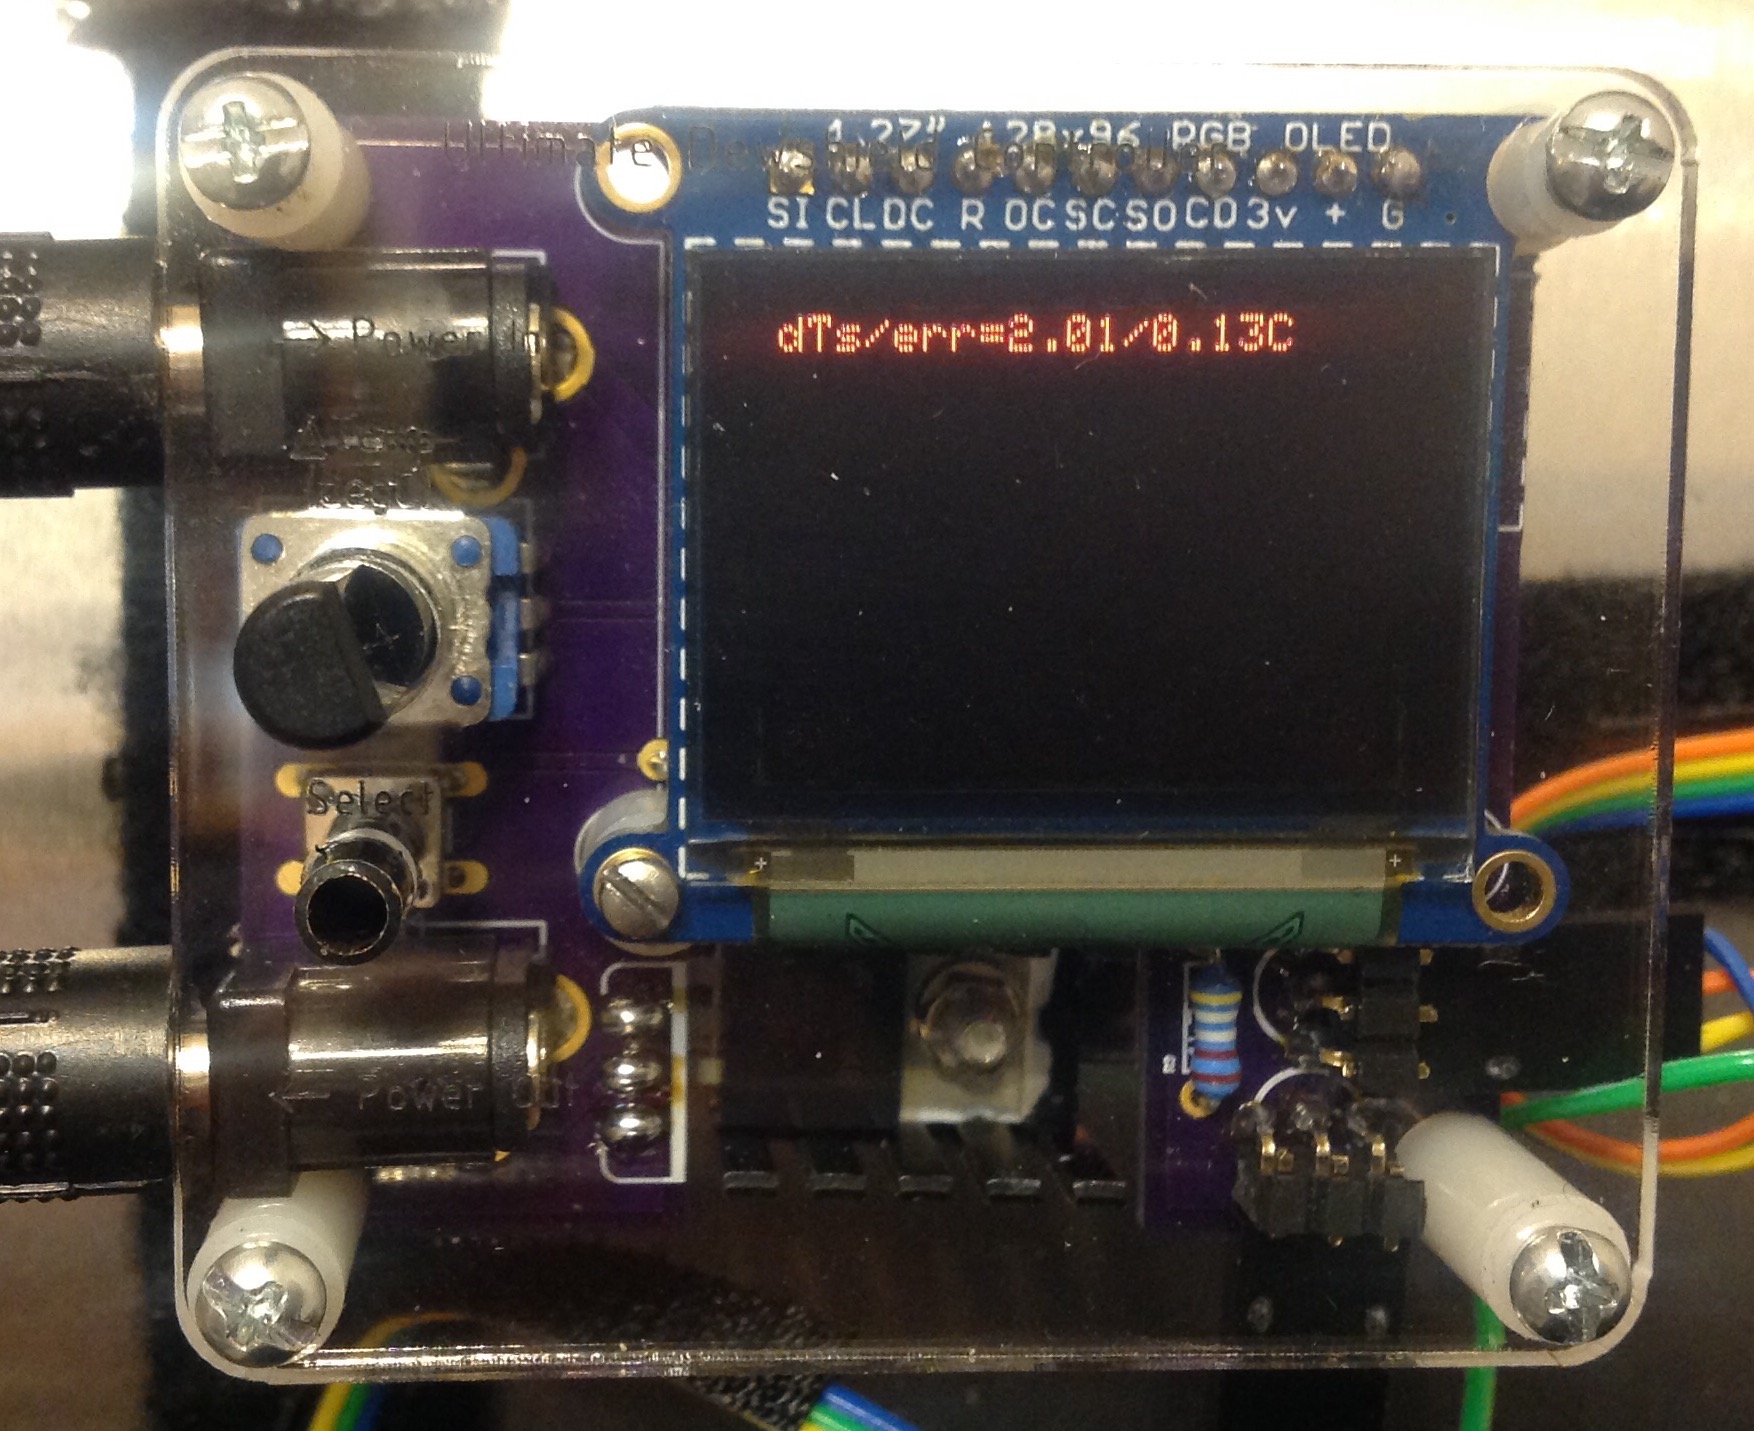 1.27" 128x96 RGB OLED
Ultimate Dewshield Controller
SI CL DC R OC SC SO CD 3v + G
dTs/err=2.01/0.13C
-> Power In
Select
<- Power Out